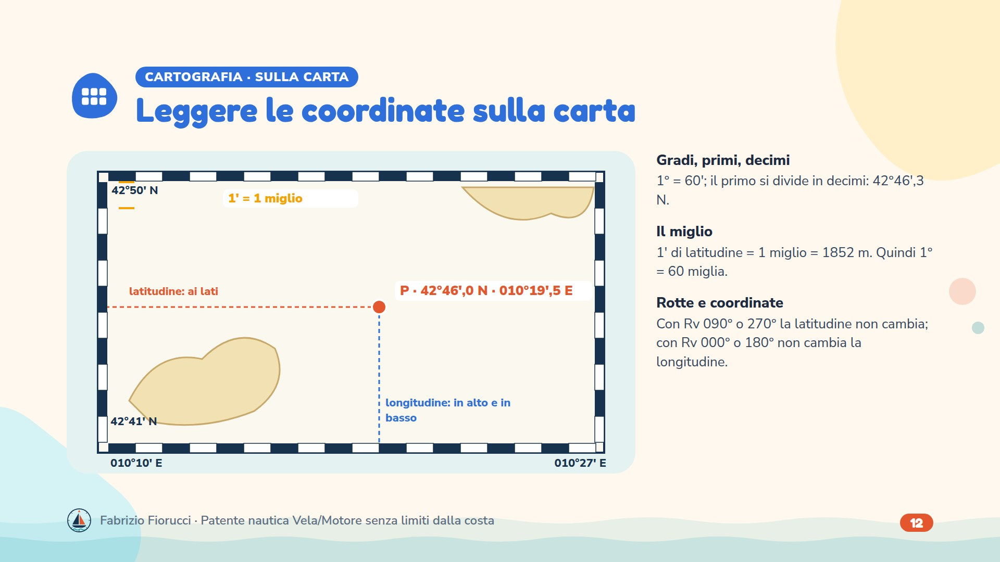 CARTOGRAFIA · SULLA CARTA
Leggere le coordinate sulla carta
42°50' N
1' = 1 miglio
latitudine: ai lati
P · 42°46',0 N · 010°19',5 E
longitudine: in alto e in
basso
42°41' N
010°10' E
010°27' E
Gradi, primi, decimi
1° = 60'; il primo si divide in decimi: 42°46',3
N.
Il miglio
1' di latitudine = 1 miglio = 1852 m. Quindi 1°
= 60 miglia.
Rotte e coordinate
Con Rv 090° o 270° la latitudine non cambia;
con Rv 000° o 180° non cambia la
longitudine.
Fabrizio Fiorucci · Patente nautica Vela/Motore senza limiti dalla costa
12